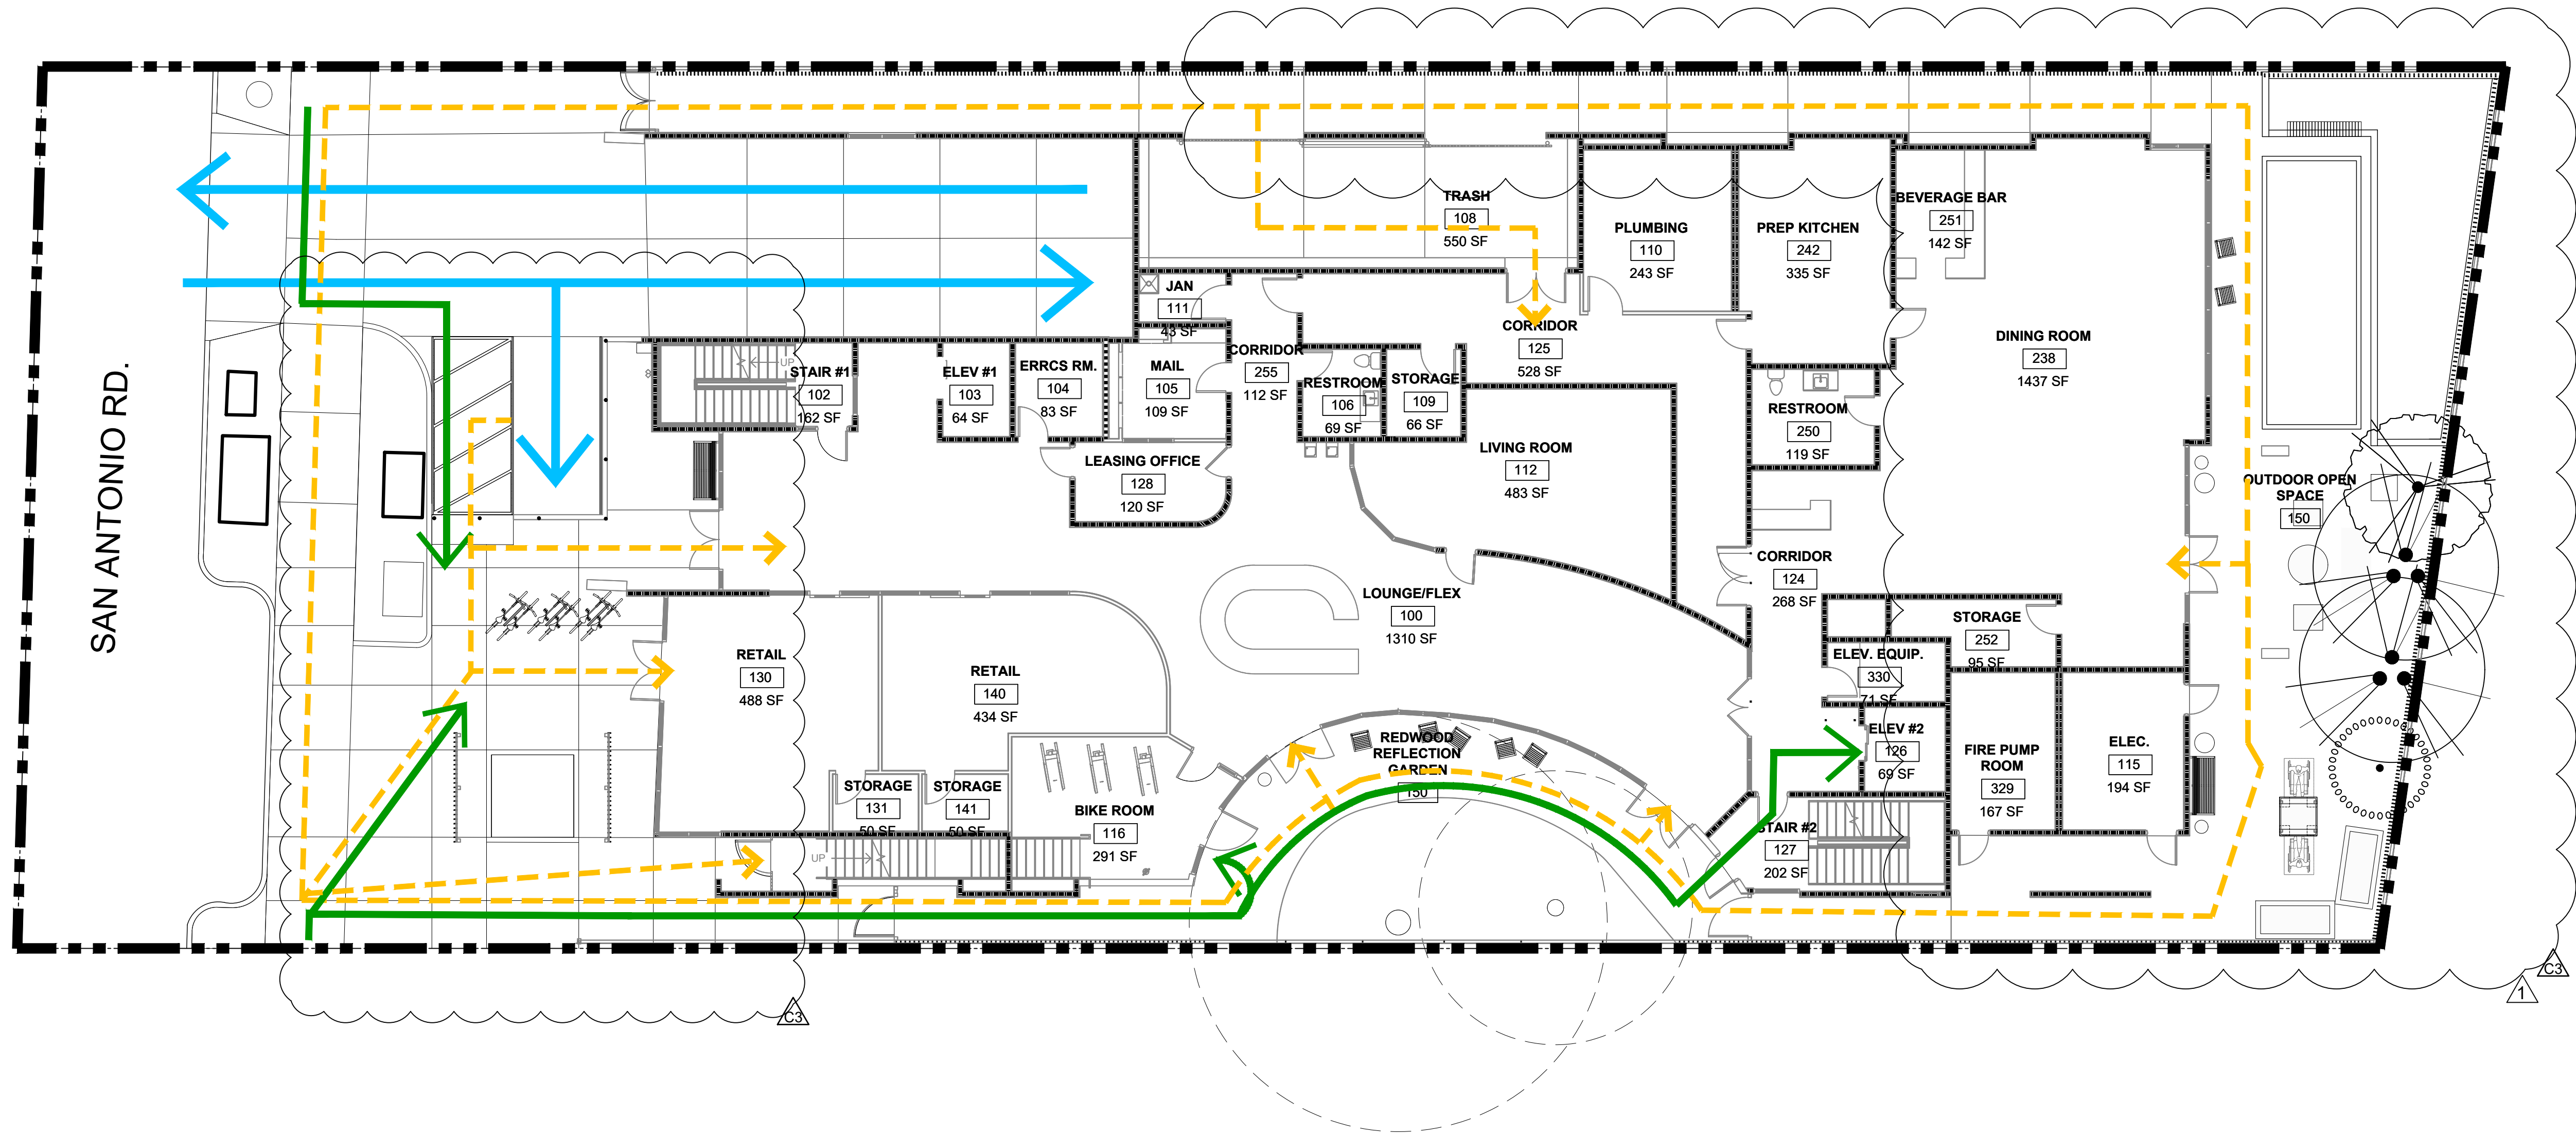 SAN ANTONIO RD.
TRASH
108
550 SF
PLUMBING
110
243 SF
PREP KITCHEN
242
335 SF
BEVERAGE BAR
251
142 SF
JAN
111
43 SF
STAIR #1
102
162 SF
UP
ELEV #1
103
64 SF
ERRCS RM.
104
83 SF
MAIL
105
109 SF
CORRIDOR
255
112 SF
RESTROOM
106
69 SF
STORAGE
109
66 SF
CORRIDOR
125
528 SF
DINING ROOM
238
1437 SF
RESTROOM
250
119 SF
LEASING OFFICE
128
120 SF
LIVING ROOM
112
483 SF
OUTDOOR OPEN
SPACE
150
CORRIDOR
124
268 SF
LOUNGE/FLEX
100
1310 SF
STORAGE
252
95 SF
RETAIL
130
488 SF
RETAIL
140
434 SF
ELEV. EQUIP.
330
71 SF
ELEV #2
126
69 SF
FIRE PUMP
ROOM
329
167 SF
ELEC.
115
194 SF
REDWOOD
REFLECTION
GARDEN
150
STORAGE
131
50 SF
STORAGE
141
50 SF
BIKE ROOM
116
291 SF
STAIR #2
127
202 SF
UP
C3
1
C3